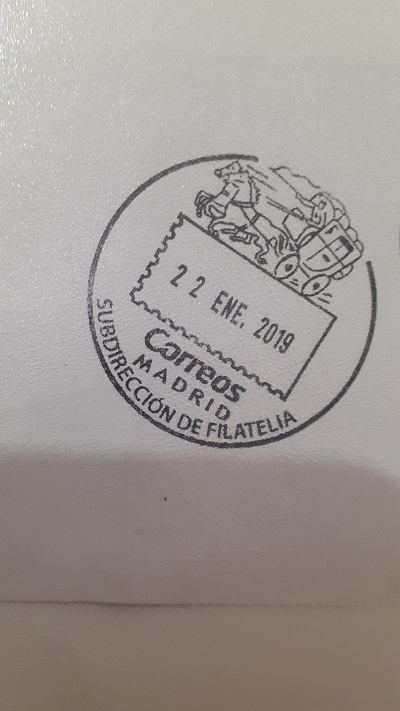 22 ENE. 2019
Correos
MADRID
SUBDIRECCIÓN DE FILATELIA